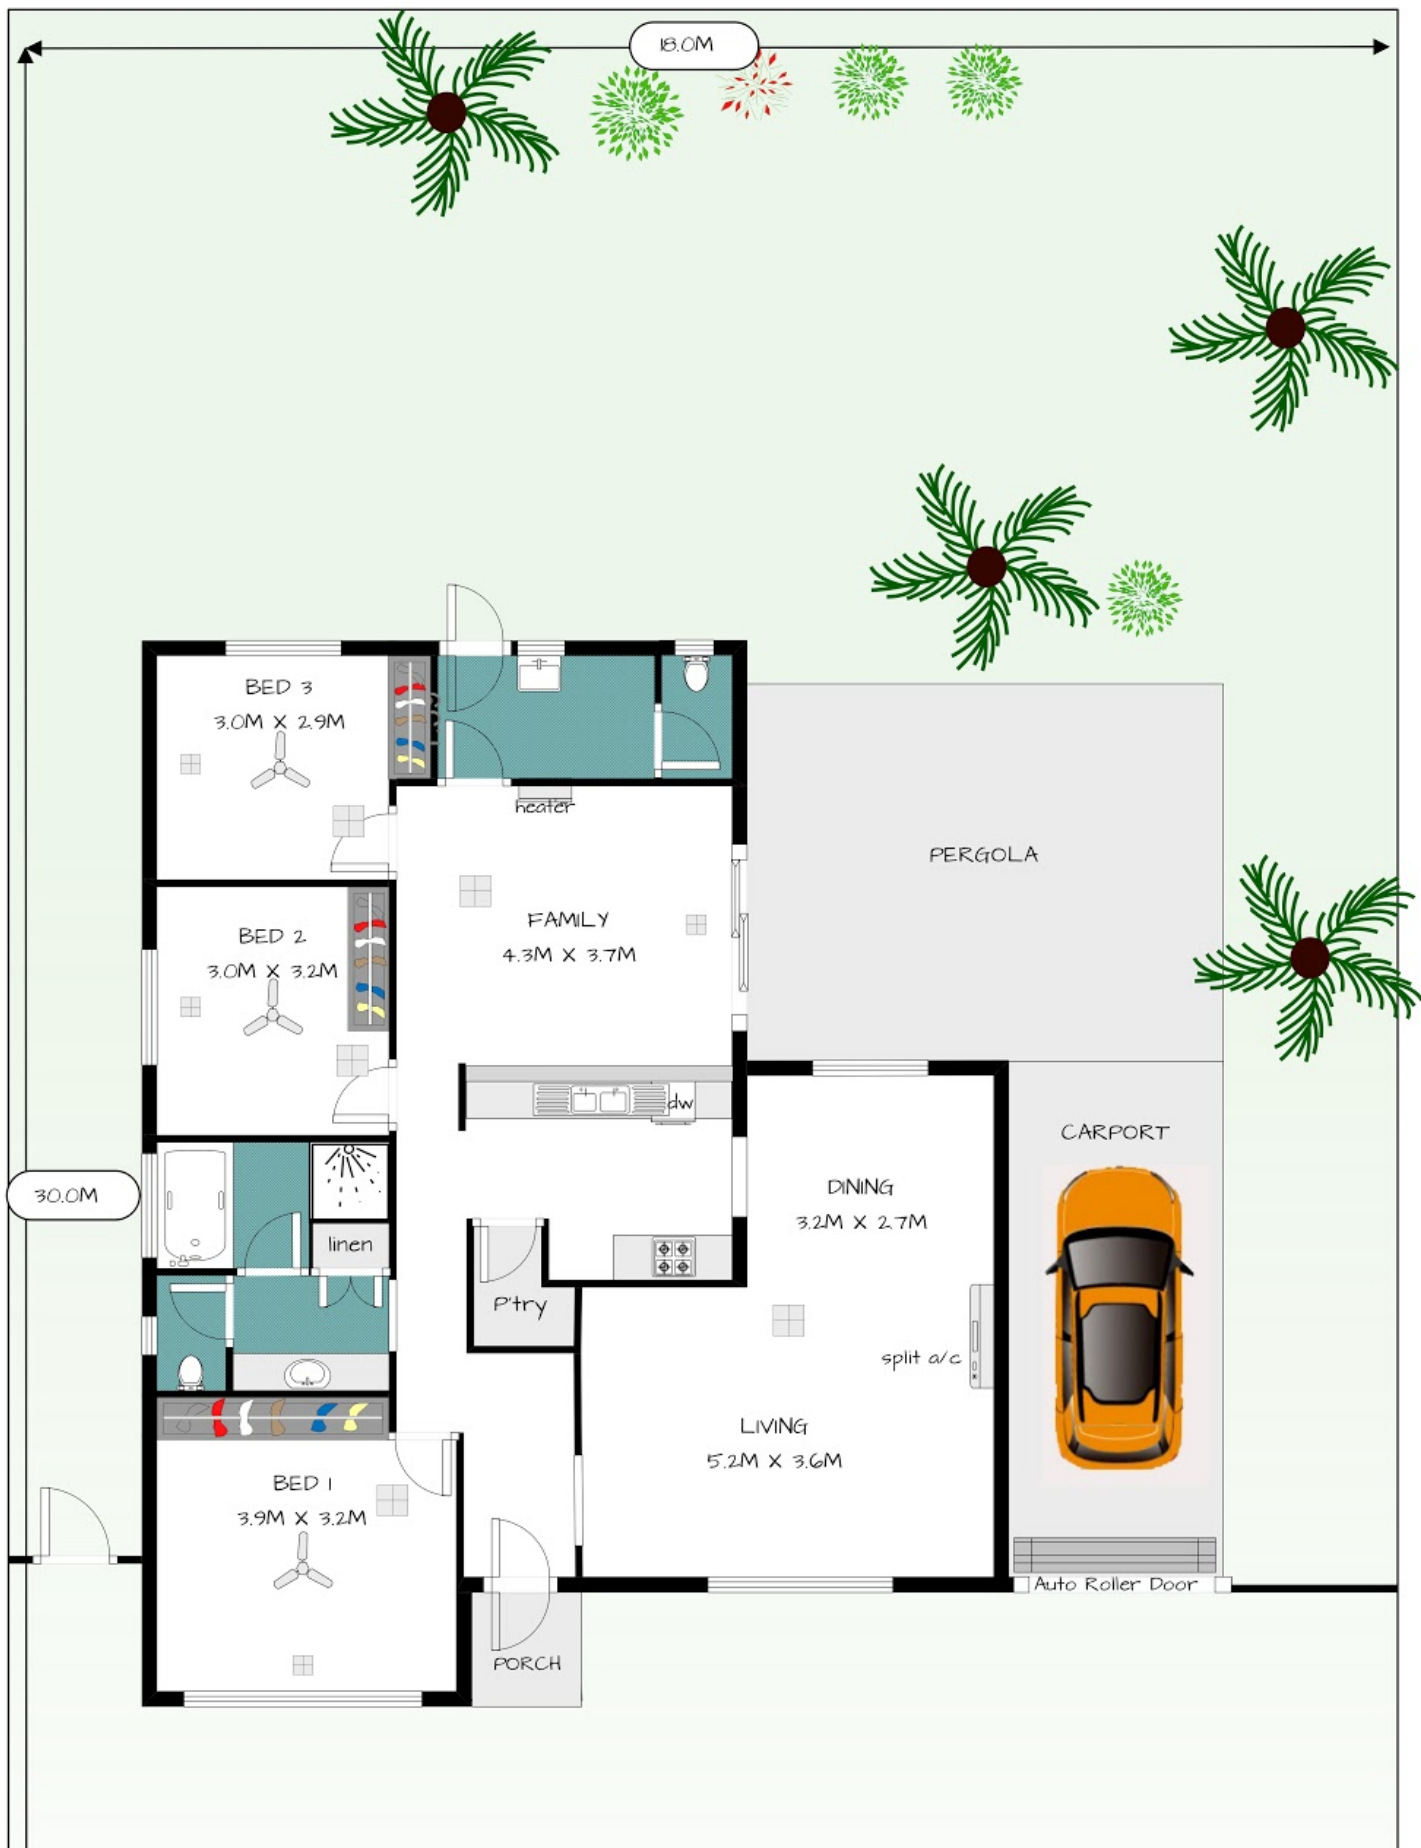 18.0M
BED 3
3.0M X 2.9M
heater
PERGOLA
FAMILY
4.3M X 3.7M
BED 2
3.0M X 3.2M
dw
CARPORT
30.0M
DINING
3.2M X 2.7M
linen
P'try
split a/c
LIVING
5.2M X 3.6M
BED 1
3.9M X 3.2M
Auto Roller Door
PORCH